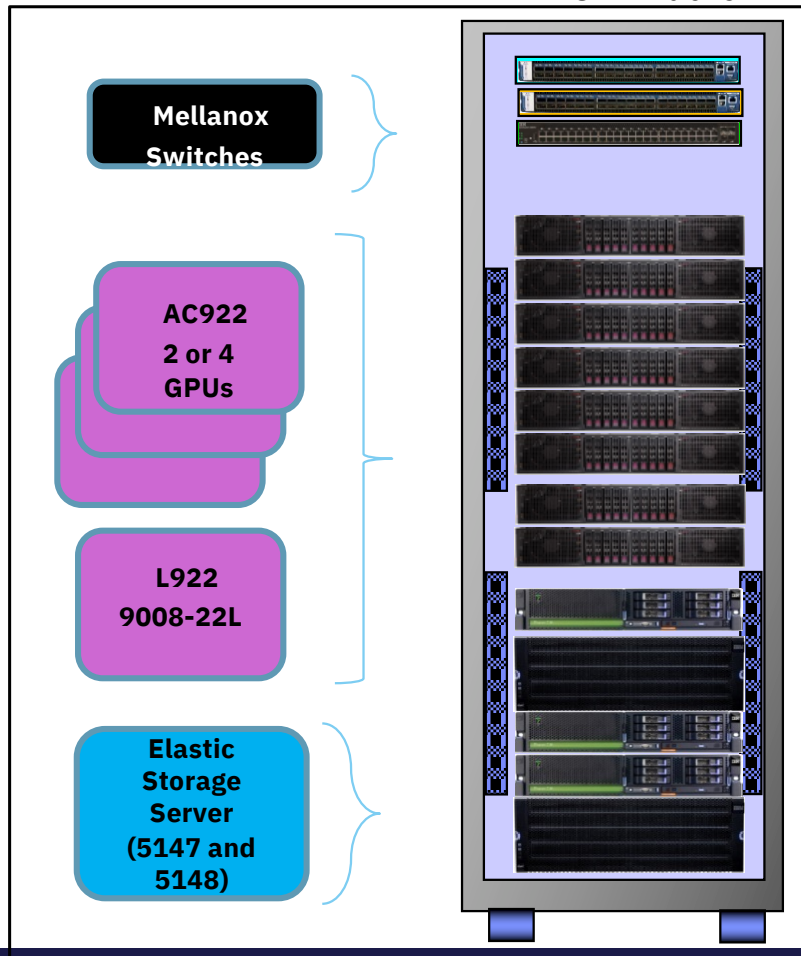 Mellanox
Switches
AC922
2 or 4
GPUs
L922
9008-22L
Elastic
Storage
Server
(5147 and
5148)